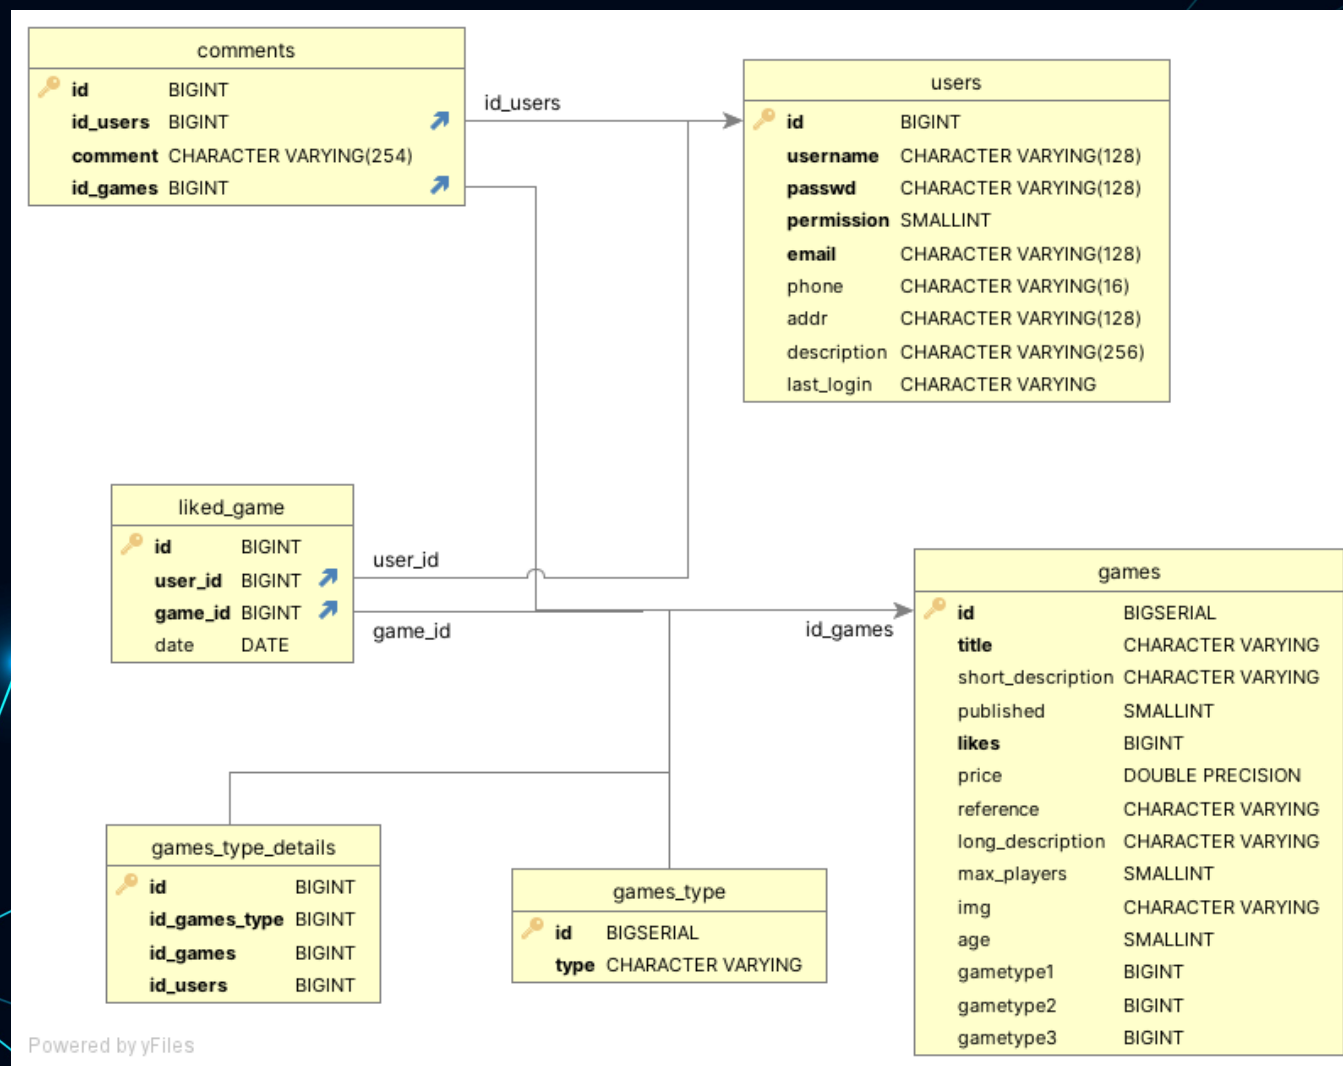 comments
id BIGINT
id_users BIGINT
comment CHARACTER VARYING(254)
id_games BIGINT
id_users
users
id BIGINT
username CHARACTER VARYING(128)
passwd CHARACTER VARYING(128)
permission SMALLINT
email CHARACTER VARYING(128)
phone CHARACTER VARYING(16)
addr CHARACTER VARYING(128)
description CHARACTER VARYING(256)
last_login CHARACTER VARYING
liked_game
id BIGINT
user_id BIGINT
game_id BIGINT
date DATE
user_id
game_id
id_games
games
id BIGSERIAL
title CHARACTER VARYING
short_description CHARACTER VARYING
published SMALLINT
likes BIGINT
price DOUBLE PRECISION
reference CHARACTER VARYING
long_description CHARACTER VARYING
max_players SMALLINT
img CHARACTER VARYING
age SMALLINT
gametype1 BIGINT
gametype2 BIGINT
gametype3 BIGINT
games_type_details
id BIGINT
id_games_type BIGINT
id_games BIGINT
id_users BIGINT
games_type
id BIGSERIAL
type CHARACTER VARYING
Powered by yFiles